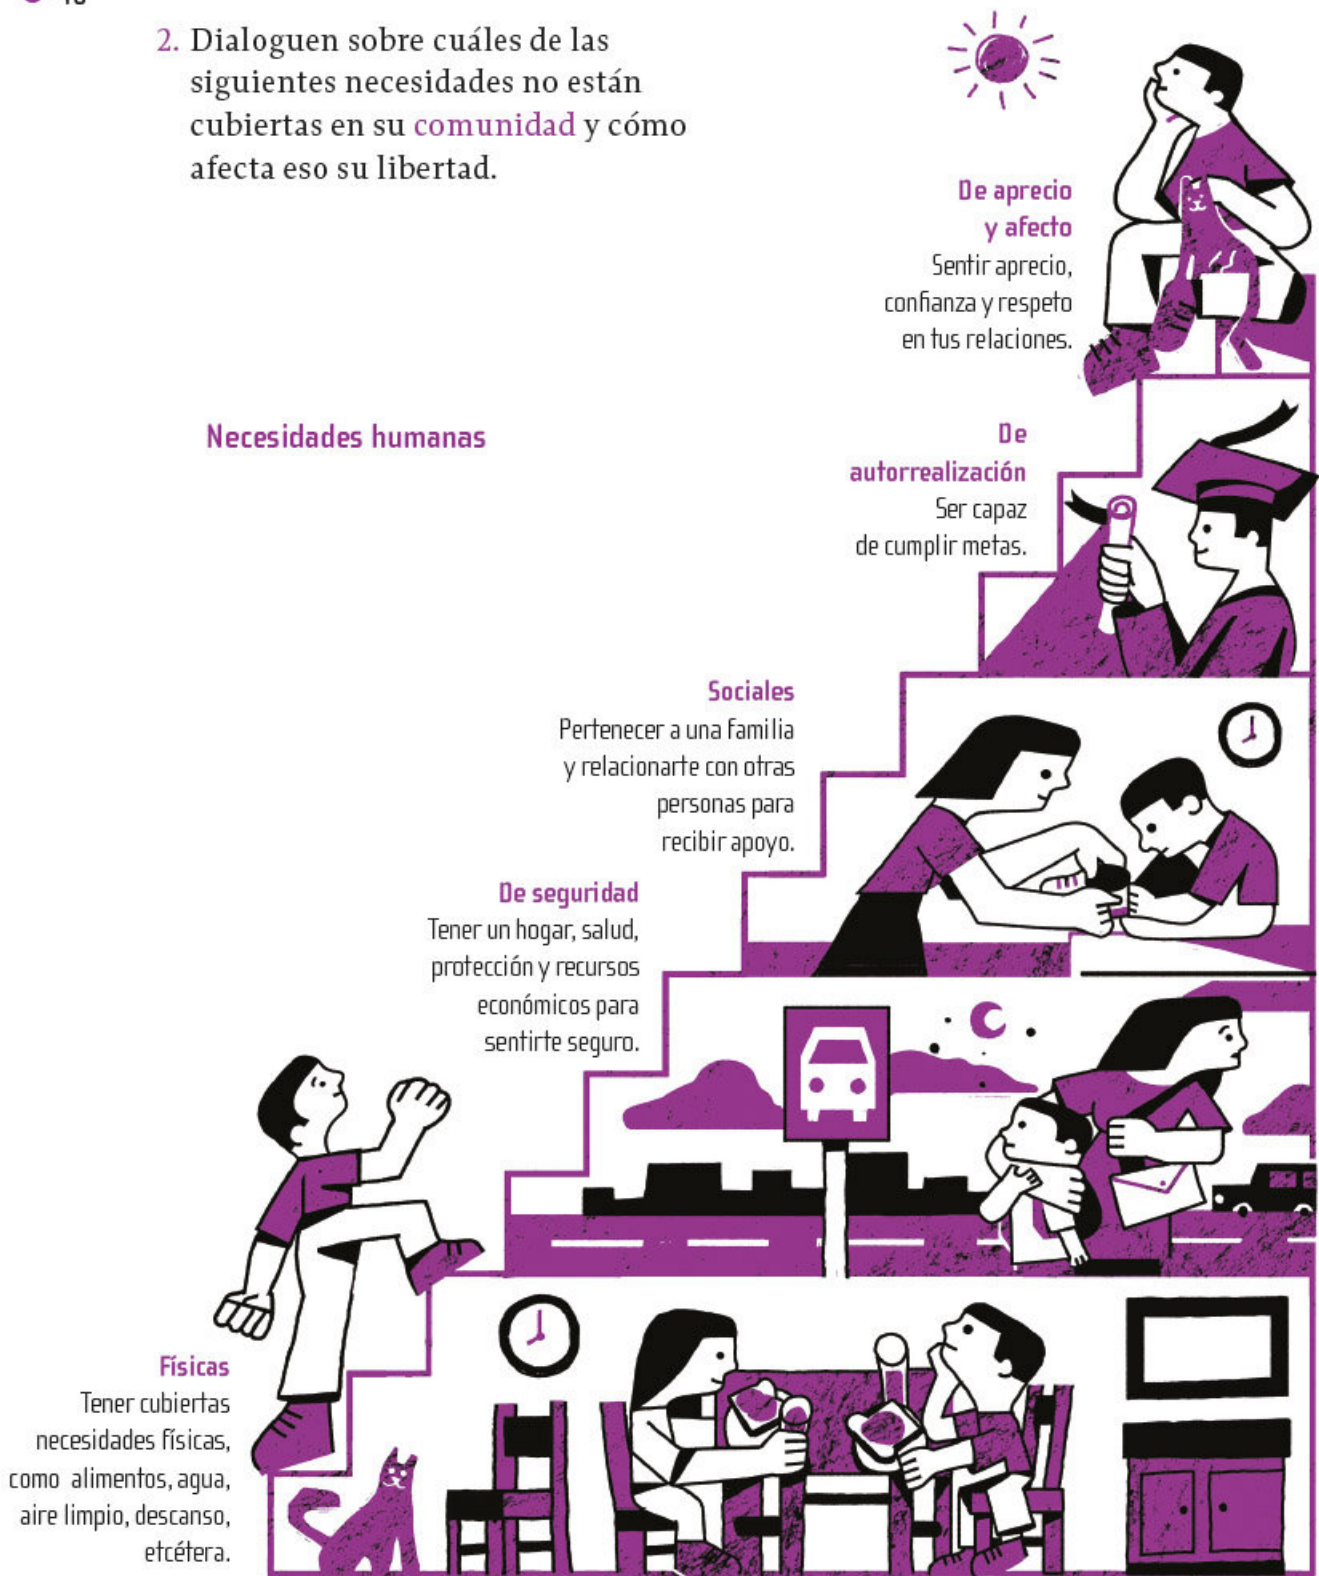 2. Dialoguen sobre cuáles de las
siguientes necesidades no están
cubiertas en su comunidad y cómo
afecta eso su libertad.
De aprecio
y afecto
Sentir aprecio,
confianza y respeto
en tus relaciones.
Necesidades humanas
De
autorrealización
Ser capaz
de cumplir metas.
Sociales
Pertenecer a una familia
y relacionarte con otras
personas para
recibir apoyo.
De seguridad
Tener un hogar, salud,
protección y recursos
económicos para
sentirte seguro.
Físicas
Tener cubiertas
necesidades físicas,
como alimentos, agua,
aire limpio, descanso,
etcétera.